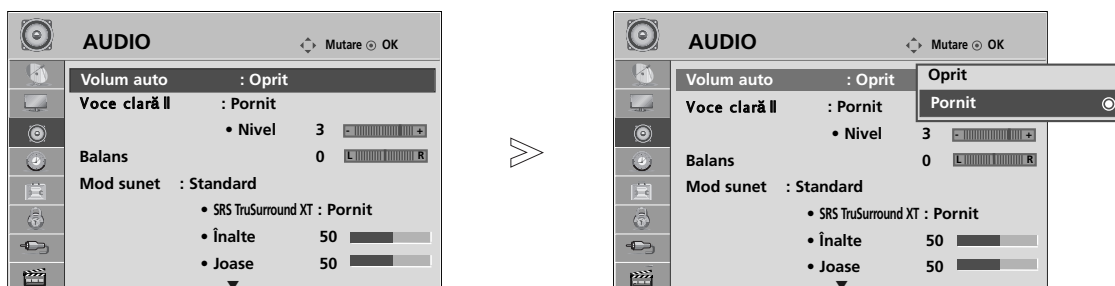 AUDIO
Mutare OK
Volum auto : Oprit
Voce clară II : Pornit
• Nivel 3 - +
Balans 0 L R
Mod sunet : Standard
• SRS TruSurround XT : Pornit
• Înalte 50
• Joase 50
AUDIO
Mutare OK
Volum auto : Oprit
Oprit
Pornit
Voce clară II : Pornit
• Nivel 3 - +
Balans 0 L R
Mod sunet : Standard
• SRS TruSurround XT : Pornit
• Înalte 50
• Joase 50